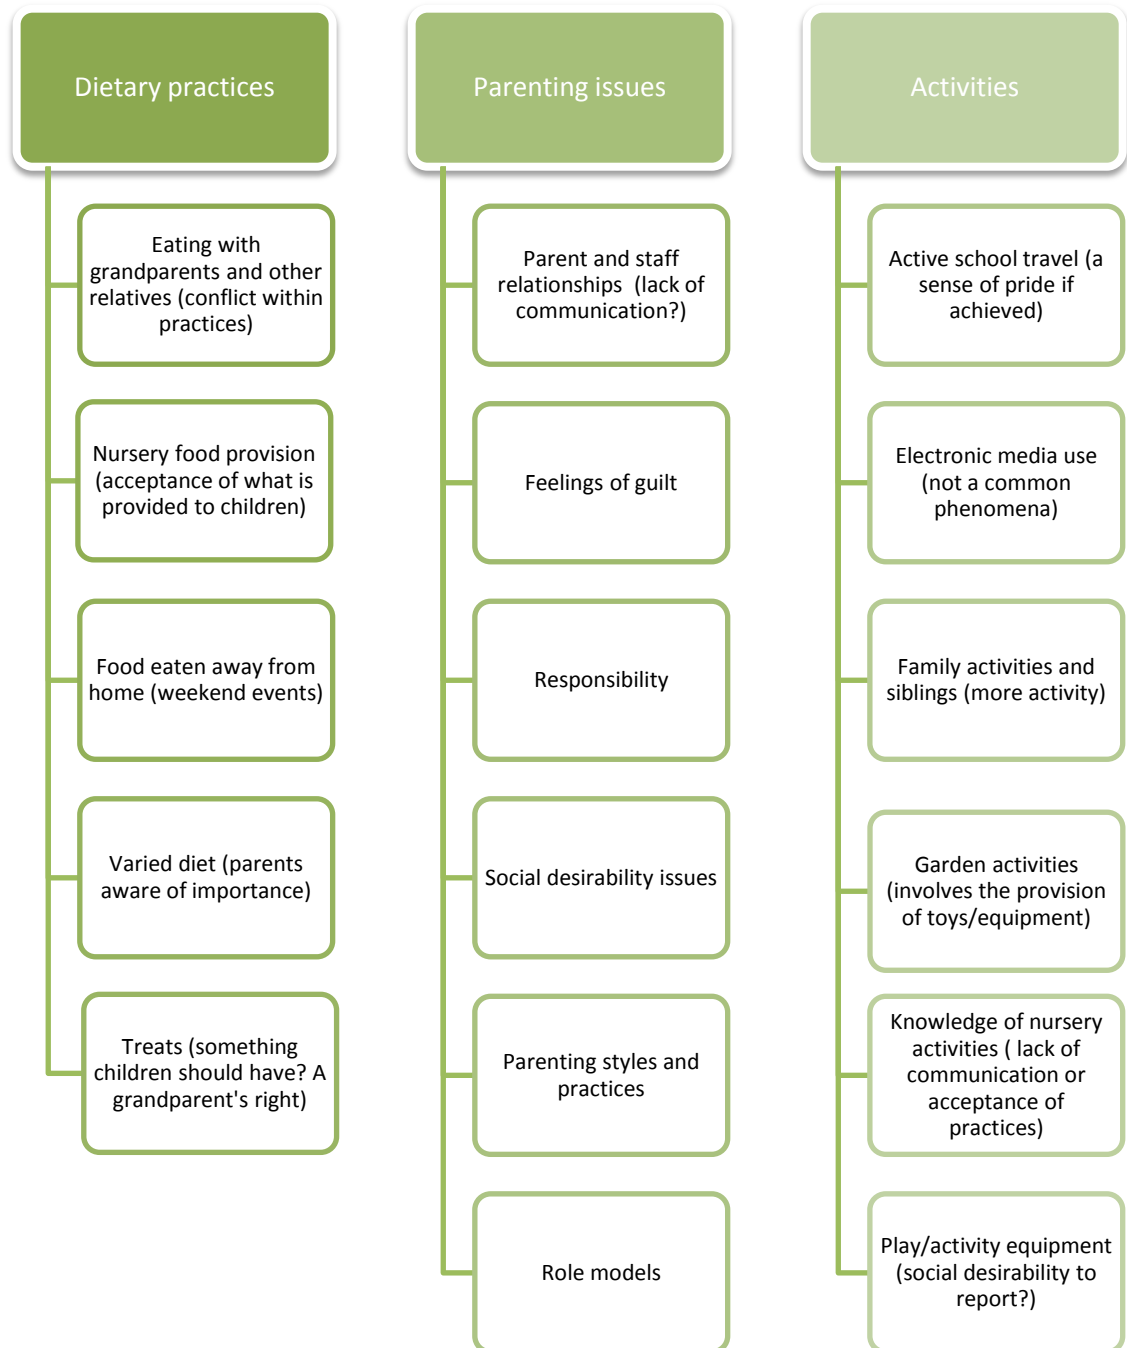 Dietary practices
Eating with
grandparents and other
relatives (conflict within
practices)
Nursery food provision
(acceptance of what is
provided to children)
Food eaten away from
home (weekend events)
Varied diet (parents
aware of importance)
Treats (something
children should have? A
grandparent's right)
Parenting issues
Parent and staff
relationships (lack of
communication?)
Feelings of guilt
Responsibility
Social desirability issues
Parenting styles and
practices
Role models
Activities
Active school travel (a
sense of pride if
achieved)
Electronic media use
(not a common
phenomena)
Family activities and
siblings (more activity)
Garden activities
(involves the provision
of toys/equipment)
Knowledge of nursery
activities ( lack of
communication or
acceptance of
practices)
Play/activity equipment
(social desirability to
report?)